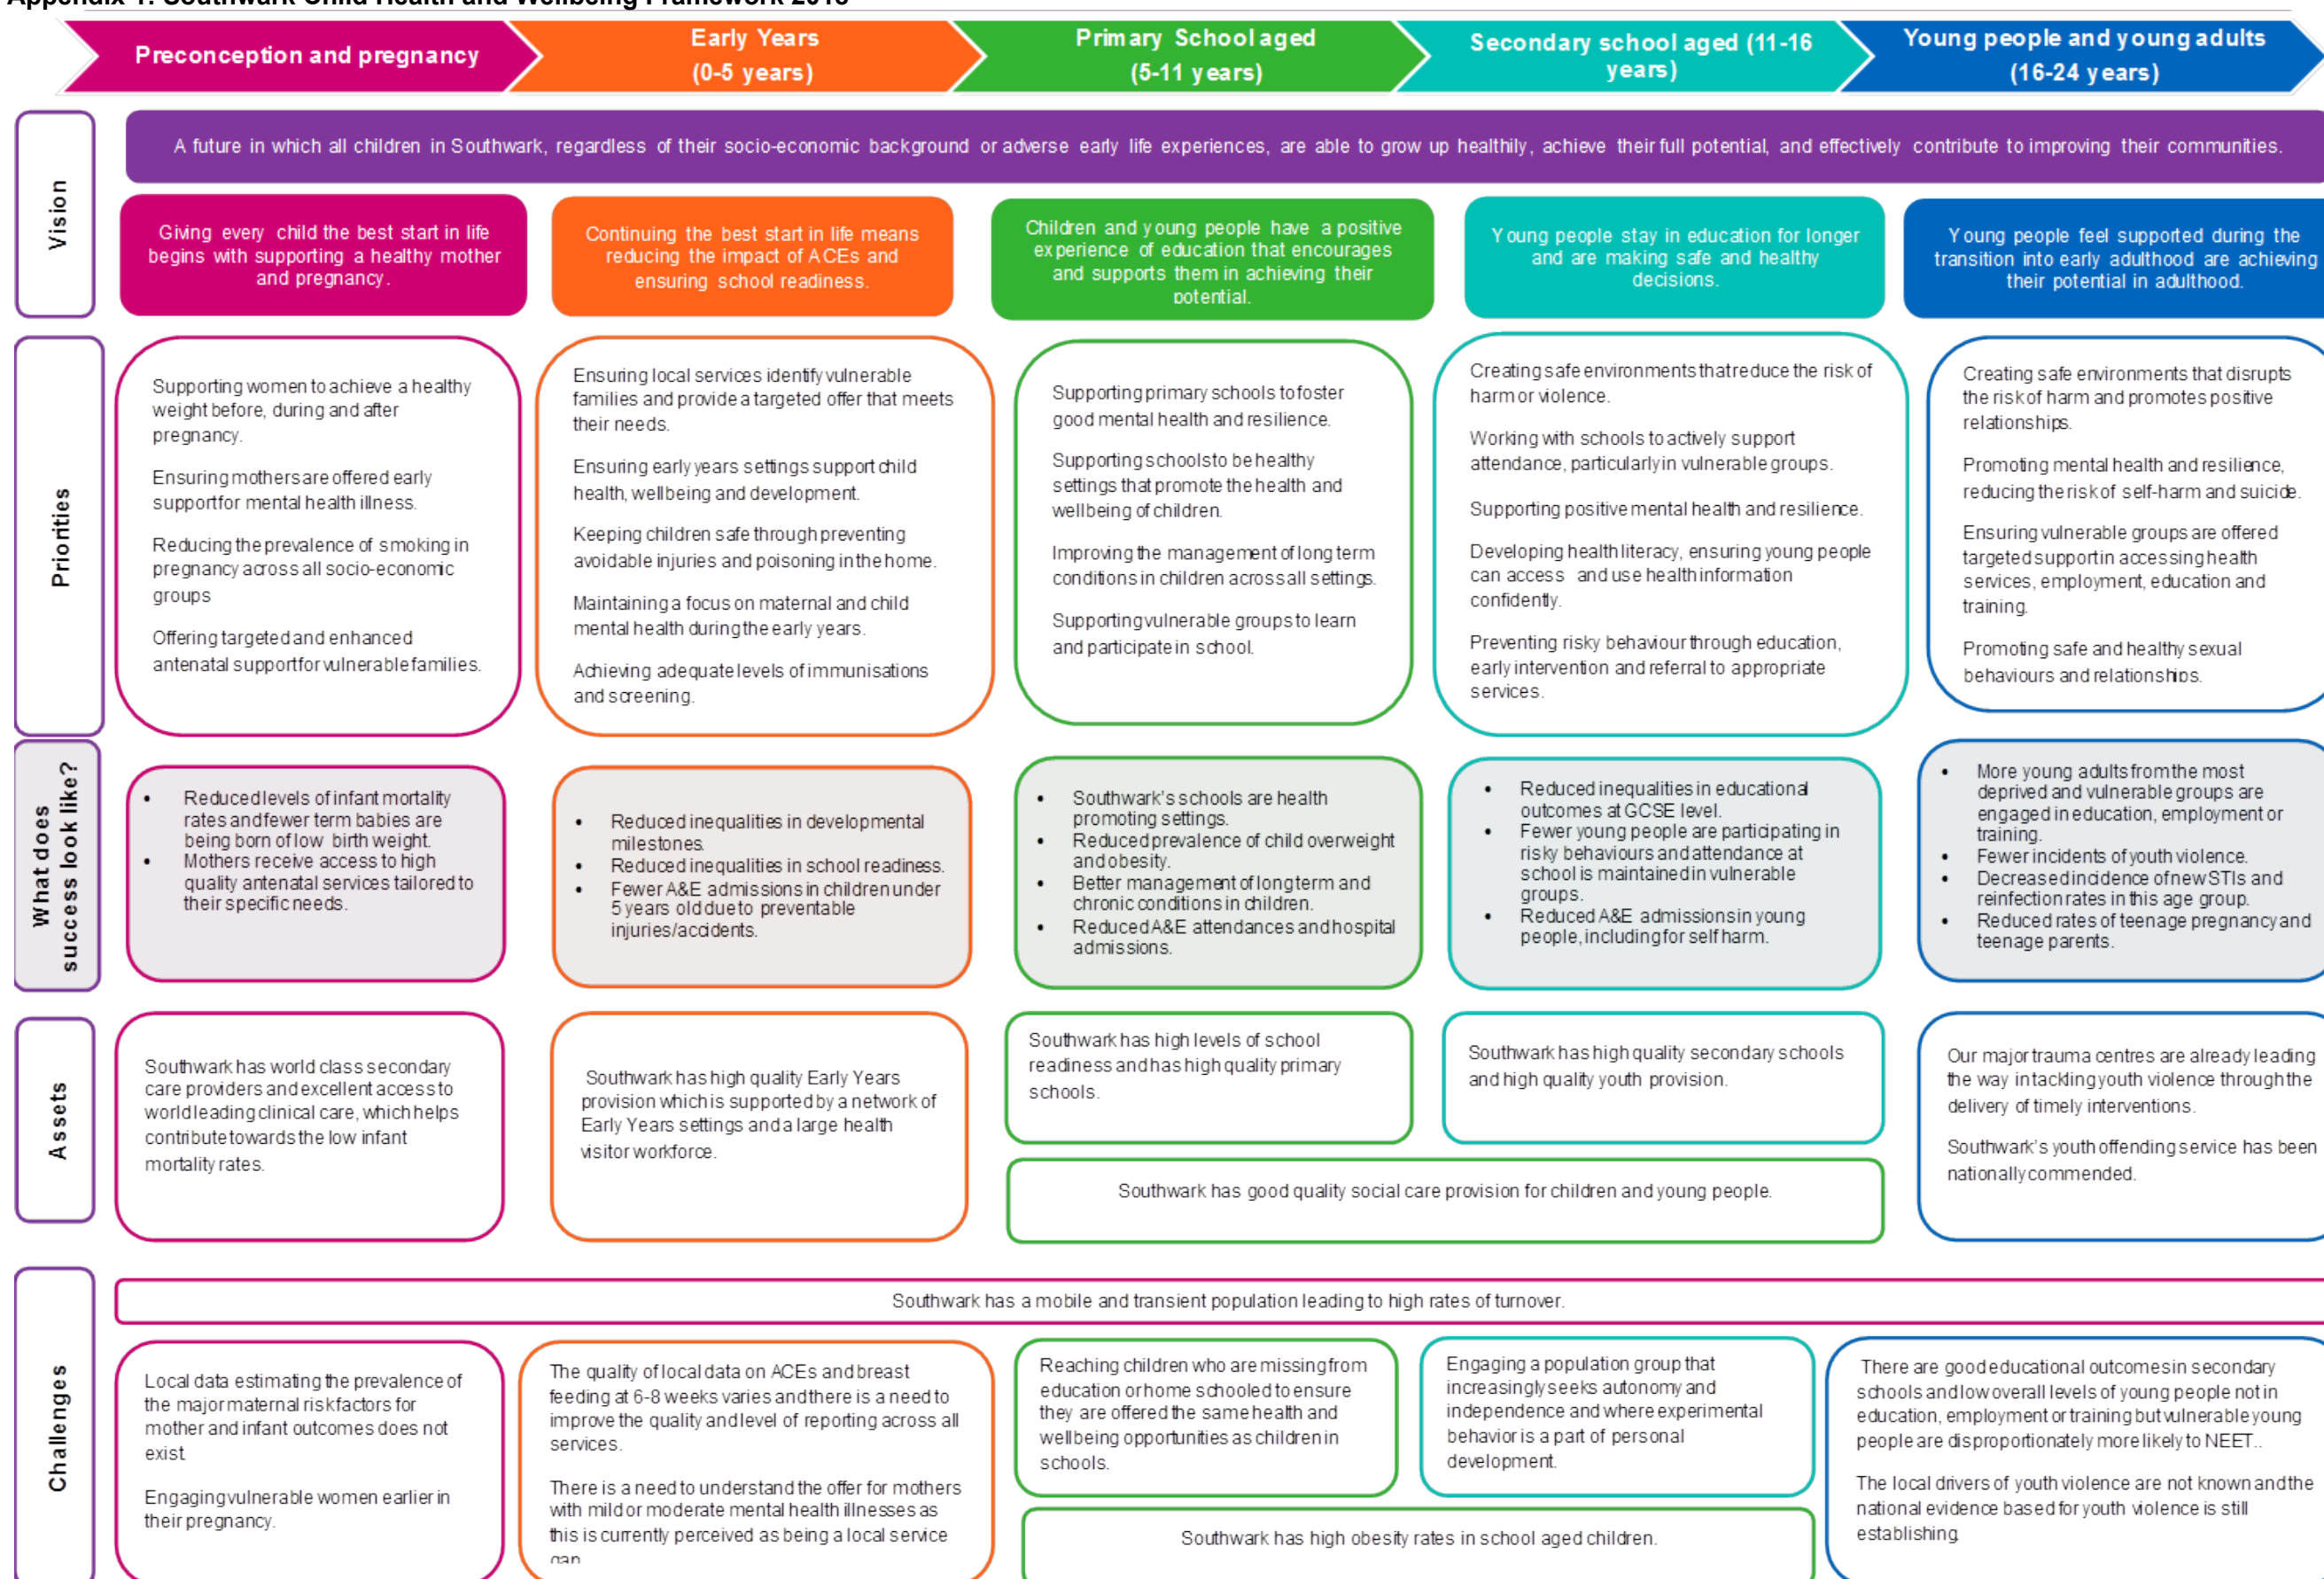 Appendix 1: Southwark Child Health and Wellbeing Framework 2018
Preconception and pregnancy
Early Years
(0-5 years)
Primary School aged
(5-11 years)
Secondary school aged (11-16
years)
Young people and young adults
(16-24 years)
Vision
A future in which all children in Southwark, regardless of their socio-economic background or adverse early life experiences, are able to grow up healthily, achieve their full potential, and effectively contribute to improving their communities.
Giving every child the best start in life
begins with supporting a healthy mother
and pregnancy.
Continuing the best start in life means
reducing the impact of ACEs and
ensuring school readiness.
Children and young people have a positive
experience of education that encourages
and supports them in achieving their
potential.
Young people stay in education for longer
and are making safe and healthy
decisions.
Young people feel supported during the
transition into early adulthood are achieving
their potential in adulthood.
Priorities
Supporting women to achieve a healthy
weight before, during and after
pregnancy.
Ensuring mothers are offered early
support for mental health illness.
Reducing the prevalence of smoking in
pregnancy across all socio-economic
groups
Offering targeted and enhanced
antenatal support for vulnerable families.
Ensuring local services identify vulnerable
families and provide a targeted offer that meets
their needs.
Ensuring early years settings support child
health, wellbeing and development.
Keeping children safe through preventing
avoidable injuries and poisoning in the home.
Maintaining a focus on maternal and child
mental health during the early years.
Achieving adequate levels of immunisations
and screening.
Supporting primary schools to foster
good mental health and resilience.
Supporting schools to be healthy
settings that promote the health and
wellbeing of children.
Improving the management of long term
conditions in children across all settings.
Supporting vulnerable groups to learn
and participate in school.
Creating safe environments that reduce the risk of
harm or violence.
Working with schools to actively support
attendance, particularly in vulnerable groups.
Supporting positive mental health and resilience.
Developing health literacy, ensuring young people
can access and use health information
confidently.
Preventing risky behaviour through education,
early intervention and referral to appropriate
services.
Creating safe environments that disrupts
the risk of harm and promotes positive
relationships.
Promoting mental health and resilience,
reducing the risk of self-harm and suicide.
Ensuring vulnerable groups are offered
targeted support in accessing health
services, employment, education and
training.
Promoting safe and healthy sexual
behaviours and relationships.
What does
success look like?
• Reduced levels of infant mortality
rates and fewer term babies are
being born of low birth weight.
• Mothers receive access to high
quality antenatal services tailored to
their specific needs.
• Reduced inequalities in developmental
milestones.
• Reduced inequalities in school readiness.
• Fewer A&E admissions in children under
5 years old due to preventable
injuries/accidents.
• Southwark's schools are health
promoting settings.
• Reduced prevalence of child overweight
and obesity.
• Better management of long term and
chronic conditions in children.
• Reduced A&E attendances and hospital
admissions.
• Reduced inequalities in educational
outcomes at GCSE level.
• Fewer young people are participating in
risky behaviours and attendance at
school is maintained in vulnerable
groups.
• Reduced A&E admissions in young
people, including for self harm.
• More young adults from the most
deprived and vulnerable groups are
engaged in education, employment or
training.
• Fewer incidents of youth violence.
• Decreased incidence of new STIs and
reinfection rates in this age group.
• Reduced rates of teenage pregnancy and
teenage parents.
Assets
Southwark has world class secondary
care providers and excellent access to
world leading clinical care, which helps
contribute towards the low infant
mortality rates.
Southwark has high quality Early Years
provision which is supported by a network of
Early Years settings and a large health
visitor workforce.
Southwark has high levels of school
readiness and has high quality primary
schools.
Southwark has high quality secondary schools
and high quality youth provision.
Southwark has good quality social care provision for children and young people.
Our major trauma centres are already leading
the way in tackling youth violence through the
delivery of timely interventions.
Southwark's youth offending service has been
nationally commended.
Challenges
Southwark has a mobile and transient population leading to high rates of turnover.
Local data estimating the prevalence of
the major maternal risk factors for
mother and infant outcomes does not
exist
Engaging vulnerable women earlier in
their pregnancy.
The quality of local data on ACEs and breast
feeding at 6-8 weeks varies and there is a need to
improve the quality and level of reporting across all
services.
There is a need to understand the offer for mothers
with mild or moderate mental health illnesses as
this is currently perceived as being a local service
gap
Reaching children who are missing from
education or home schooled to ensure
they are offered the same health and
wellbeing opportunities as children in
schools.
Engaging a population group that
increasingly seeks autonomy and
independence and where experimental
behavior is a part of personal
development.
Southwark has high obesity rates in school aged children.
There are good educational outcomes in secondary
schools and low overall levels of young people not in
education, employment or training but vulnerable young
people are disproportionately more likely to NEET..
The local drivers of youth violence are not known and the
national evidence based for youth violence is still
establishing